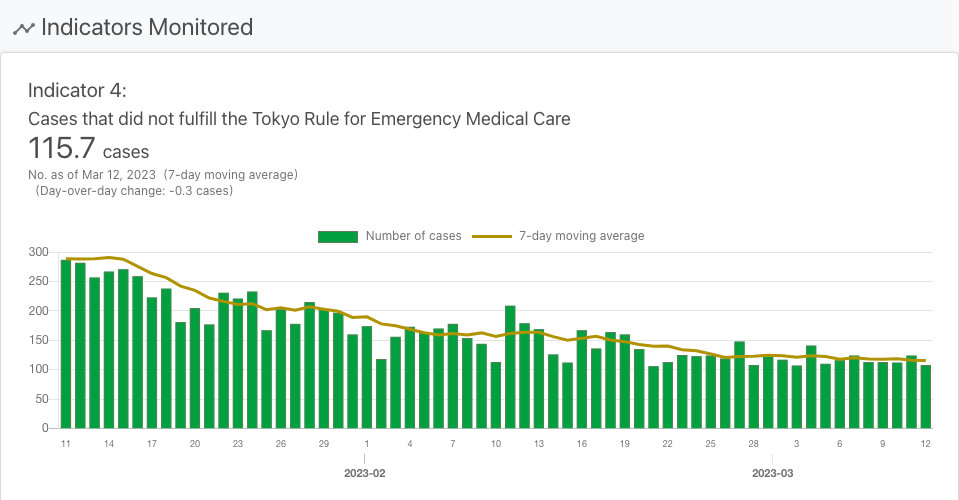 Indicators Monitored
Indicator 4:
Cases that did not fulfill the Tokyo Rule for Emergency Medical Care
115.7 cases
No. as of Mar 12, 2023 (7-day moving average)
(Day-over-day change: -0.3 cases)
Number of cases 7-day moving average
300
250
200
150
100
50
0
11 14 17 20 23 26 29 1 4 7 10 13 16 19 22 25 28 3 6 9 12
2023-02 2023-03